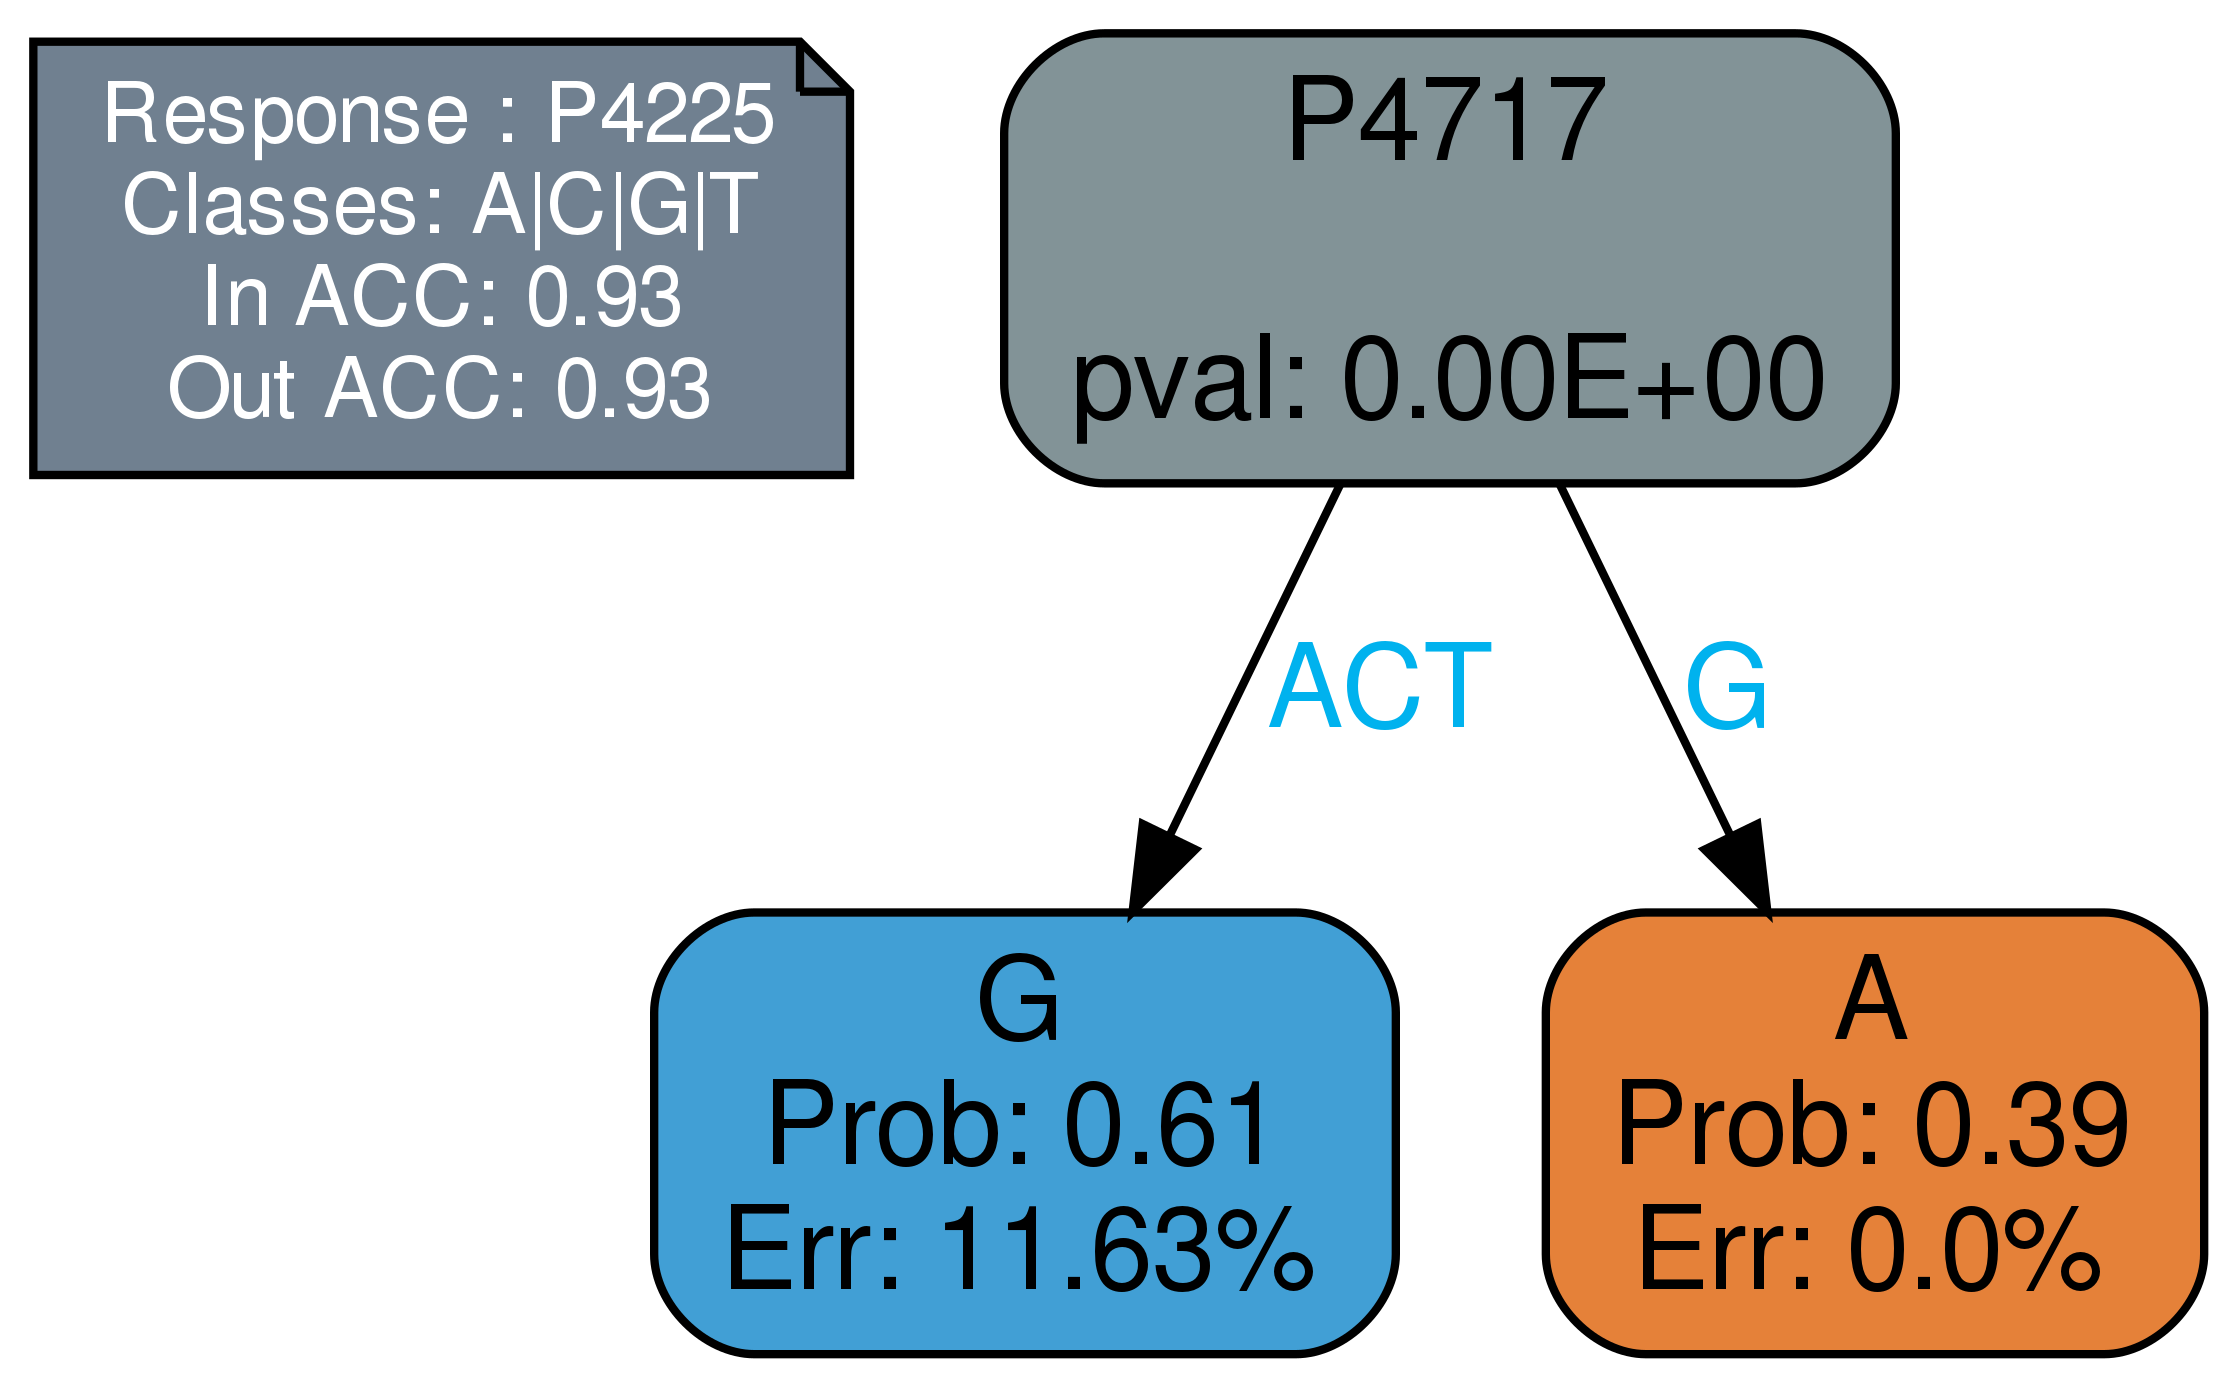 Response : P4225
Classes: A|C|G|T
In ACC: 0.93
Out ACC: 0.93
P4717
pval: 0.00E+00
ACT
G
G
Prob: 0.61
Err: 11.63%
A
Prob: 0.39
Err: 0.0%